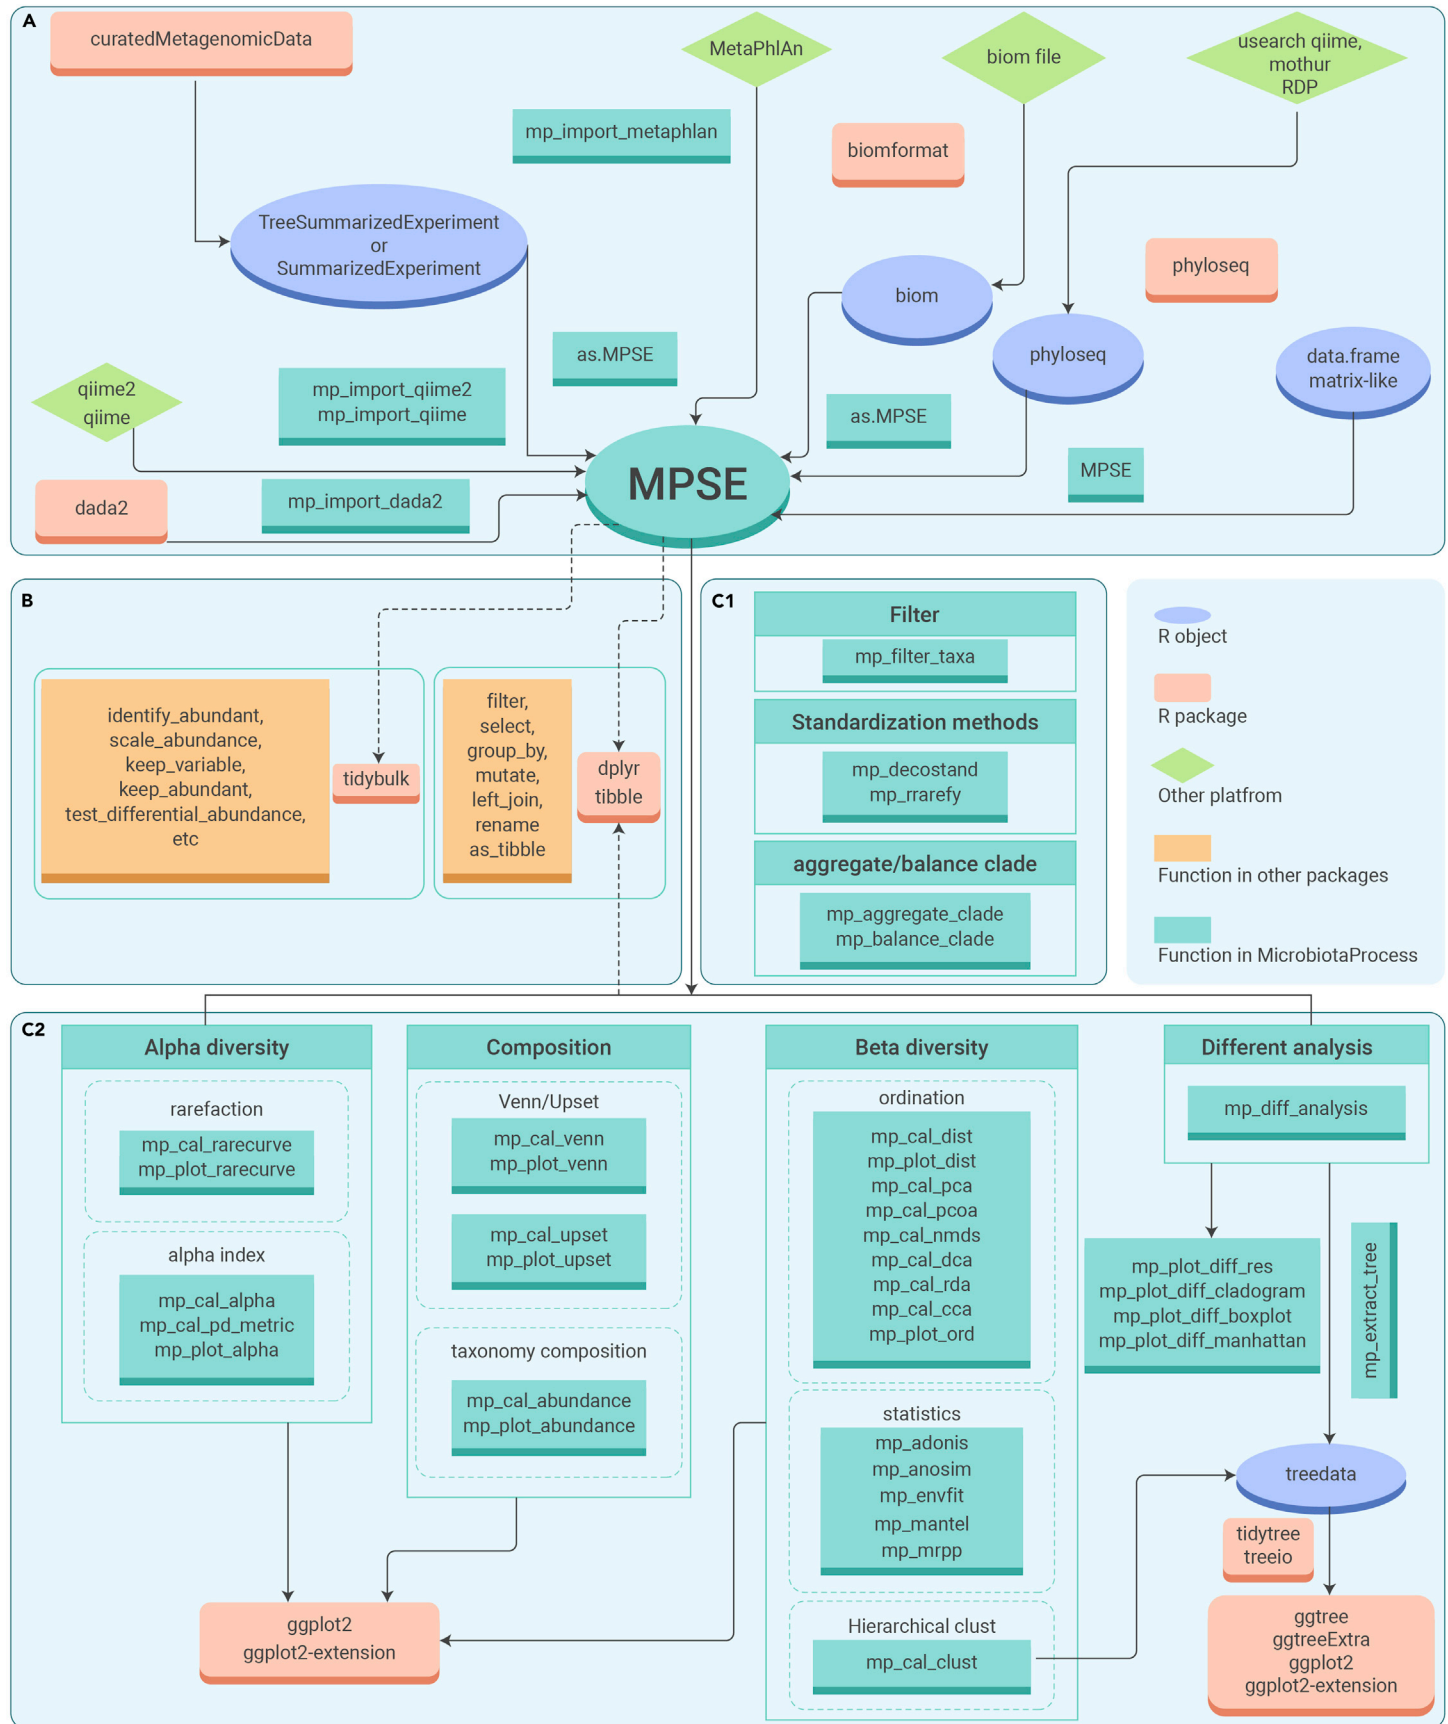 A
curatedMetagenomicData
MetaPhlAn
biom file
usearch qiime,
mothur
RDP
mp_import_metaphlan
biomformat
TreeSummarizedExperiment
or
SummarizedExperiment
phyloseq
biom
as.MPSE
phyloseq
data.frame
matrix-like
qiime2
qiime
mp_import_qiime2
mp_import_qiime
as.MPSE
MPSE
MPSE
dada2
mp_import_dada2
B
identify_abundant,
scale_abundance,
keep_variable,
keep_abundant,
test_differential_abundance,
etc
tidybulk
filter,
select,
group_by,
mutate,
left_join,
rename
as_tibble
dplyr
tibble
C1
Filter
mp_filter_taxa
Standardization methods
mp_decostand
mp_rrarefy
aggregate/balance clade
mp_aggregate_clade
mp_balance_clade
R object
R package
Other platfrom
Function in other packages
Function in MicrobiotaProcess
C2
Alpha diversity
rarefaction
mp_cal_rarecurve
mp_plot_rarecurve
alpha index
mp_cal_alpha
mp_cal_pd_metric
mp_plot_alpha
Composition
Venn/Upset
mp_cal_venn
mp_plot_venn
mp_cal_upset
mp_plot_upset
taxonomy composition
mp_cal_abundance
mp_plot_abundance
Beta diversity
ordination
mp_cal_dist
mp_plot_dist
mp_cal_pca
mp_cal_pcoa
mp_cal_nmds
mp_cal_dca
mp_cal_rda
mp_cal_cca
mp_plot_ord
statistics
mp_adonis
mp_anosim
mp_envfit
mp_mantel
mp_mrpp
Hierarchical clust
mp_cal_clust
Different analysis
mp_diff_analysis
mp_plot_diff_res
mp_plot_diff_cladogram
mp_plot_diff_boxplot
mp_plot_diff_manhattan
mp_extract_tree
treedata
tidytree
treeio
ggtree
ggtreeExtra
ggplot2
ggplot2-extension
ggplot2
ggplot2-extension